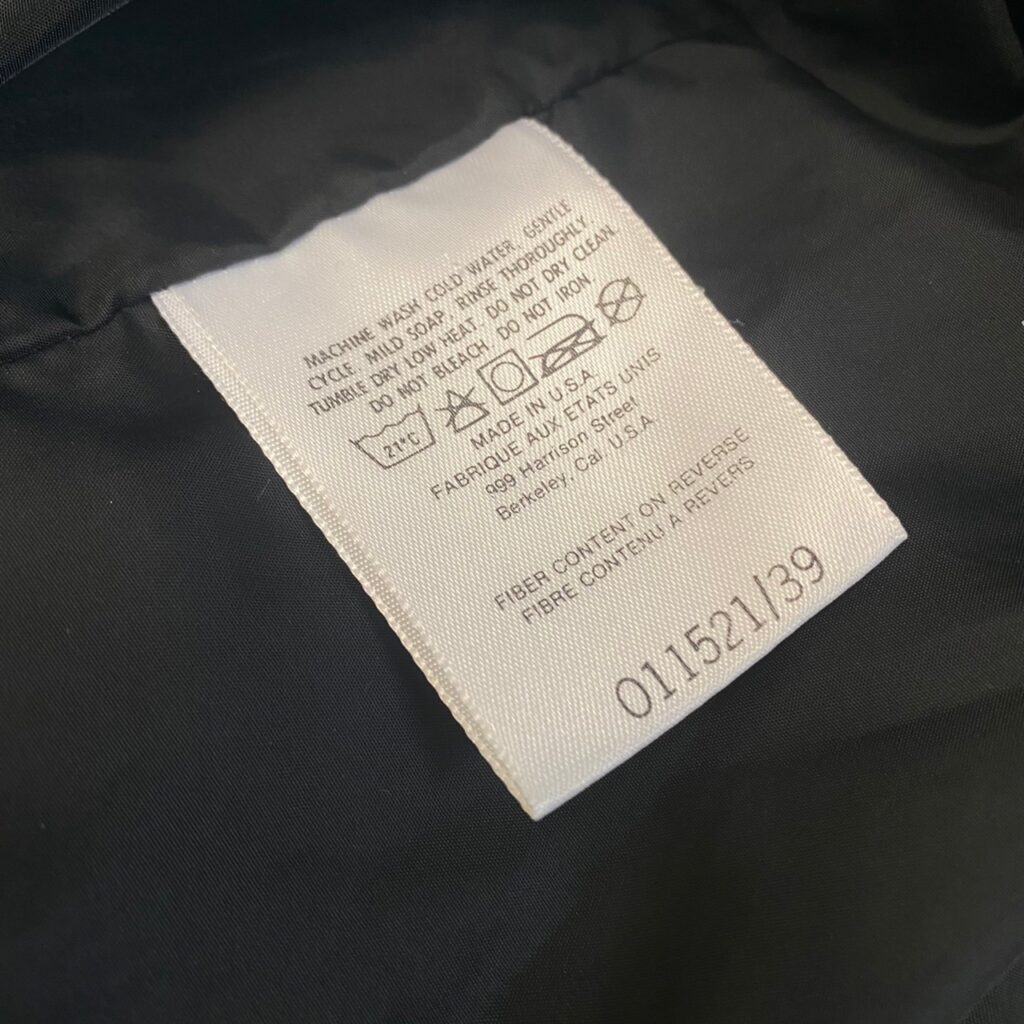 MACHINE WASH COLD WATER, GENTLE
CYCLE. MILD SOAP, RINSE THOROUGHLY,
TUMBLE DRY LOW HEAT. DO NOT DRY CLEAN.
DO NOT BLEACH. DO NOT IRON.
21°C
MADE IN U.S.A
FABRIQUE AUX ETATS UNIS
999 Harrison Street
Berkeley, Cal. U.S.A
FIBER CONTENT ON REVERSE
FIBRE CONTENU A REVERS
011521/39